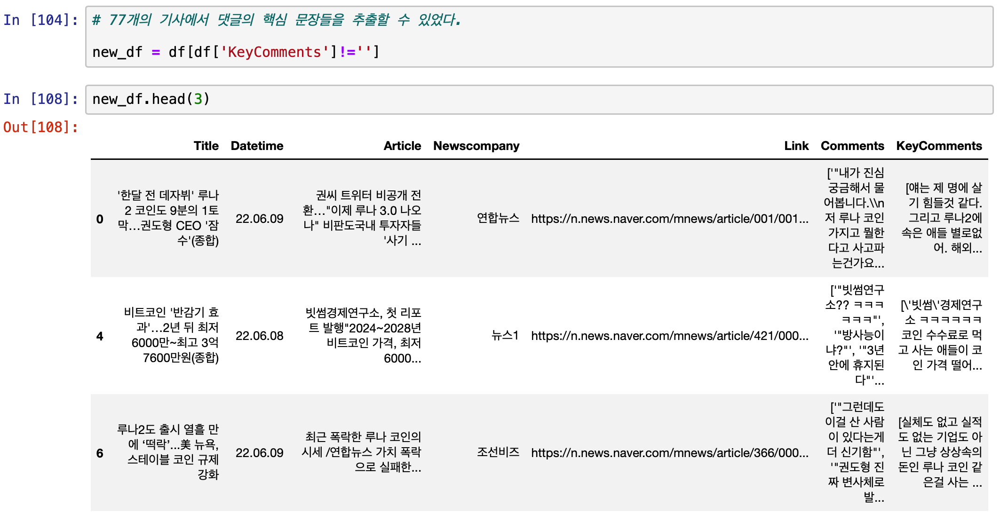 In [104]:
# 77개의 기사에서 댓글의 핵심 문장들을 추출할 수 있었다.
new_df = df[df['KeyComments']!='']
In [108]:
new_df.head(3)
Out[108]:
Title Datetime Article Newscompany Link Comments KeyComments
0
'한달 전 데자뷔' 루나
2 코인도 9분의 1토
막…권도형 CEO '잠
수'(종합)
22.06.09
권씨 트위터 비공개 전
환…"이제 루나 3.0 나오
나" 비판도국내 투자자들
'사기 ...
연합뉴스
https://n.news.naver.com/mnews/article/001/001...
['"내가 진심
궁금해서 물
어봅니다.\\n
저 루나 코인
가지고 뭘한
다고 사고파
는건가요...
[얘는 제 명에 살
기 힘들것 같다.
그리고 루나2에
속은 애들 별로없
어. 해외...
4
비트코인 '반감기 효
과'…2년 뒤 최저
6000만~최고 3억
7600만원(종합)
22.06.08
빗썸경제연구소, 첫 리포
트 발행"2024~2028년
비트코인 가격, 최저
6000...
뉴스1
https://n.news.naver.com/mnews/article/421/000...
['"빗썸연구
소?? ㅋㅋㅋ
ㅋㅋㅋ"',
'"방사능이
냐?"', '"3년
안에 휴지된
다"'...
[\'빗썸\'경제연구
소 ㅋㅋㅋㅋㅋㅋ
코인 수수료로 먹
고 사는 애들이 코
인 가격 떨어...
6
루나2도 출시 열흘 만
에 ‘떡락’…美 뉴욕,
스테이블 코인 규제
강화
22.06.09
최근 폭락한 루나 코인의
시세 /연합뉴스 가치 폭락
으로 실패한...
조선비즈
https://n.news.naver.com/mnews/article/366/000...
['"그런데도
이걸 산 사람
이 있다는게
더 신기함"',
'"권도형 진
짜 변사체로
발...
[실체도 없고 실적
도 없는 기업도 아
닌 그냥 상상속의
돈인 루나 코인 같
은걸 사는 ...